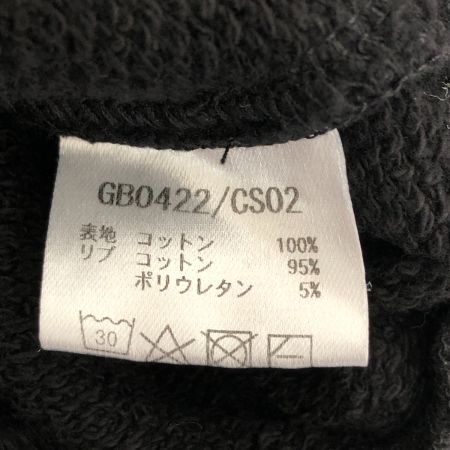 GB0422/CS02
表地 コットン 100%
リブ コットン 95%
ポリウレタン 5%
30